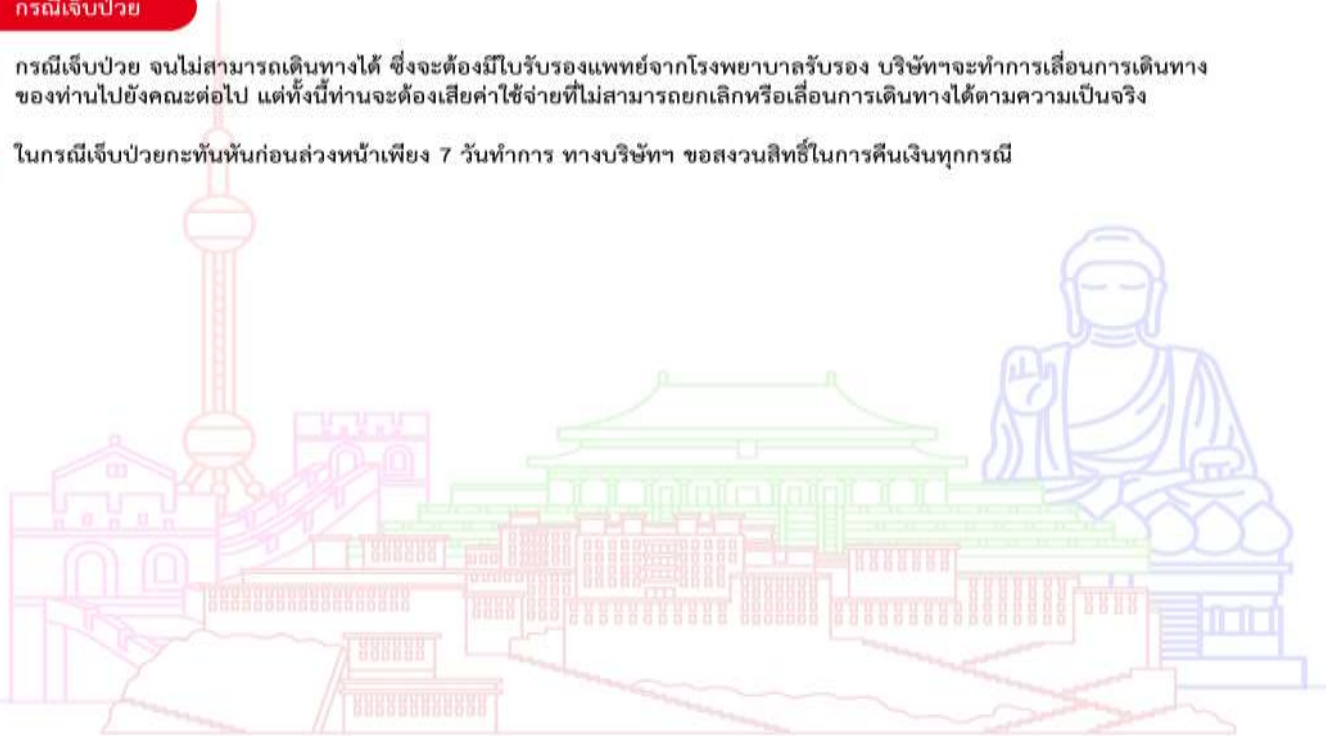 กรณีเจ็บป่วย
กรณีเจ็บป่วย จนไม่สามารถเดินทางได้ ซึ่งจะต้องมีใบรับรองแพทย์จากโรงพยาบาลรับรอง บริษัทฯจะทำการเลื่อนการเดินทาง
ของท่านไปยังคณะต่อไป แต่ทั้งนี้ท่านจะต้องเสียค่าใช้จ่ายที่ไม่สามารถยกเลิกหรือเลื่อนการเดินทางได้ตามความเป็นจริง
ในกรณีเจ็บป่วยกะทันหันก่อนล่วงหน้าเพียง 7 วันทำการ ทางบริษัทฯ ขอสงวนสิทธิ์ในการคืนเงินทุกกรณี